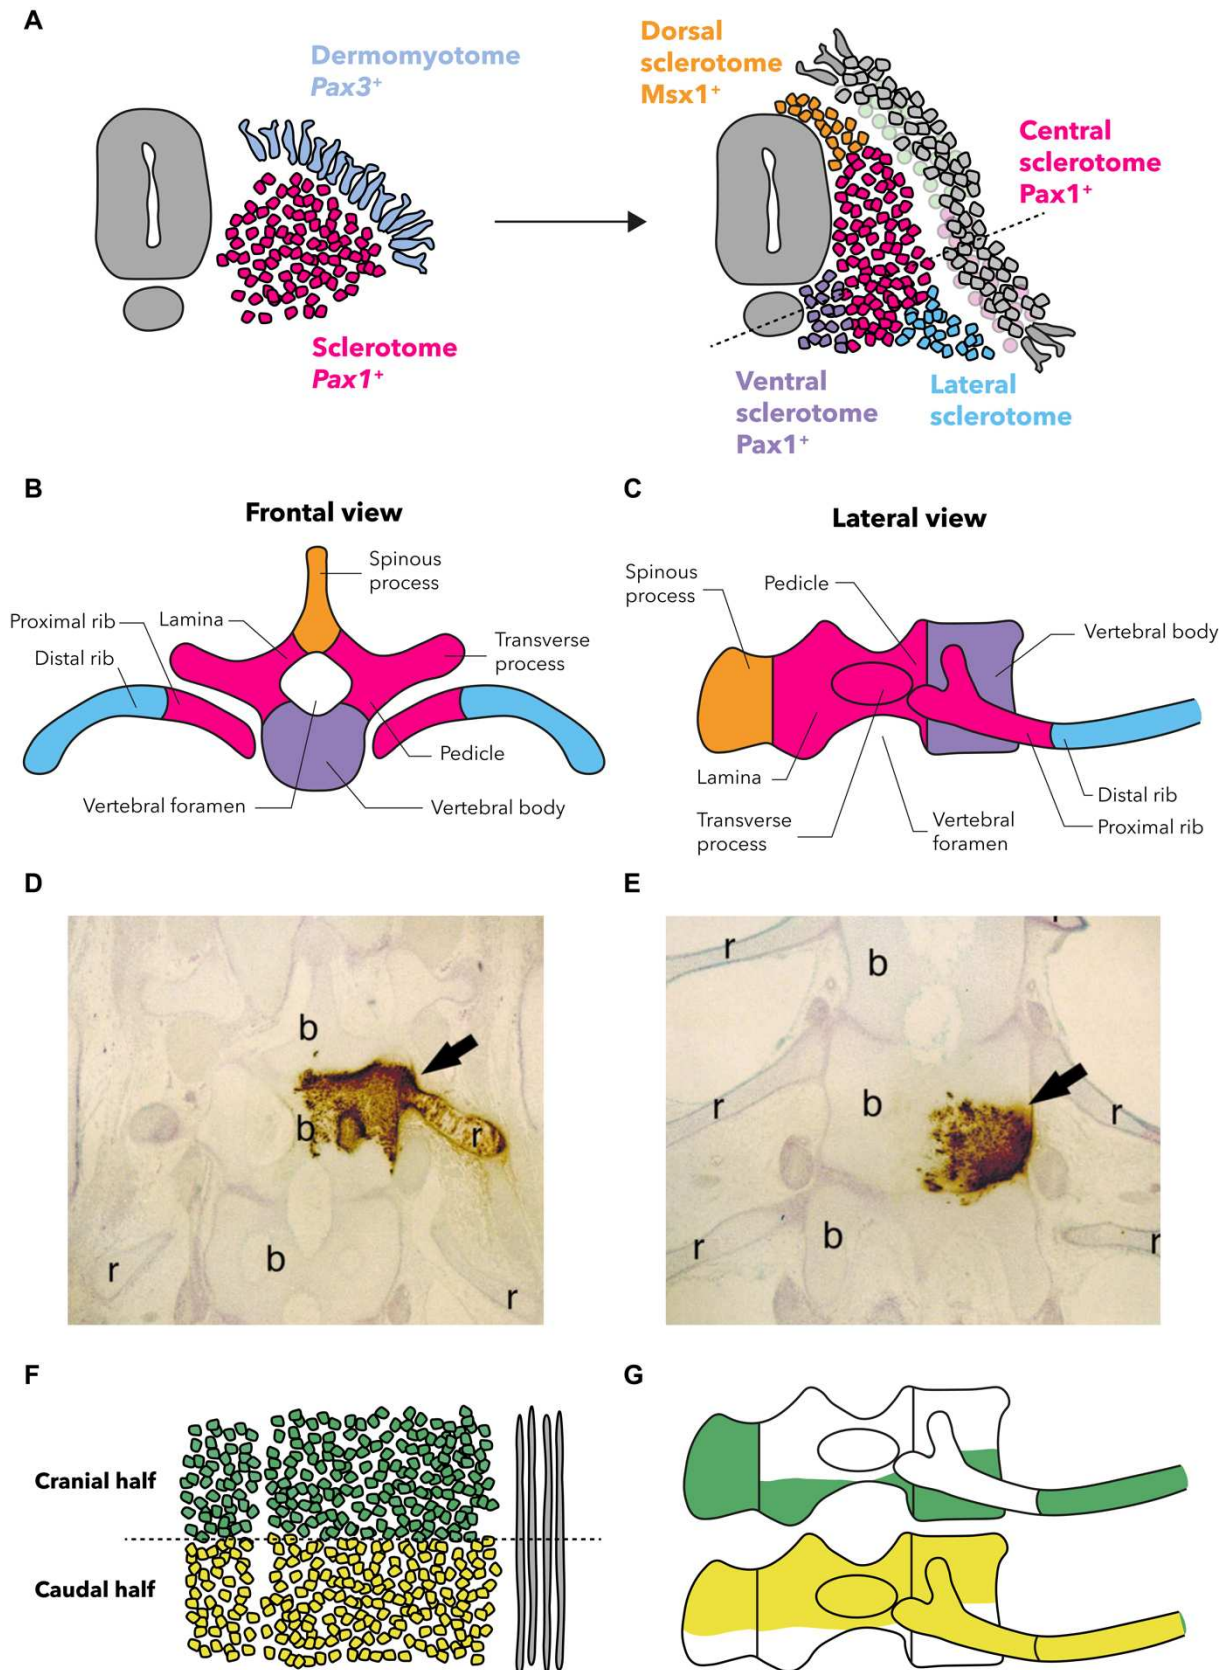 A
Dermomyotome
Pax3⁺
Sclerotome
Pax1⁺
Dorsal
sclerotome
Msx1⁺
Central
sclerotome
Pax1⁺
Ventral
sclerotome
Pax1⁺
Lateral
sclerotome
B
Frontal view
Spinous
process
Proximal rib
Lamina
Distal rib
Transverse
process
Pedicle
Vertebral foramen
Vertebral body
C
Lateral view
Spinous
process
Pedicle
Vertebral body
Lamina
Transverse
process
Vertebral
foramen
Distal rib
Proximal rib
D
b
b
r
b
r
r
E
r
r
b
b
r
r
r
b
r
F
Cranial half
Caudal half
G